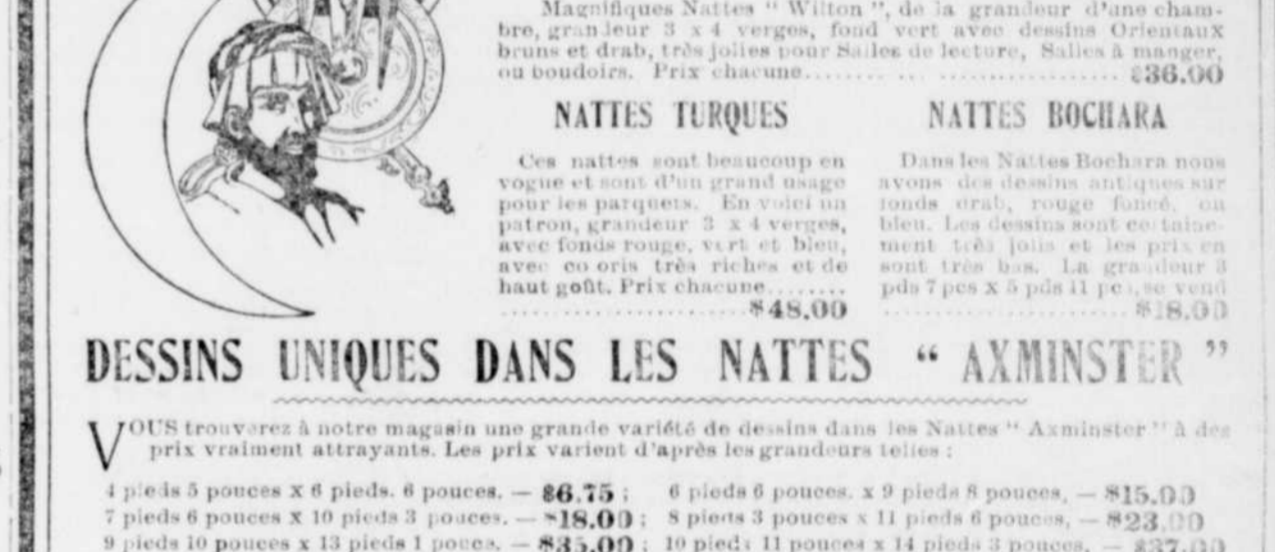 Magnifiques Nattes " Wilton ", de la grandeur d'une cham-
bre, grandeur 3 x 4 verges, fond vert avec dessins Orientaux
bruns et drab, très jolies pour Salles de lecture, Salles à manger,
ou boudoirs. Prix chacune........ ... ..................... $36.00
NATTES TURQUES
Ces nattes sont beaucoup en
vogue et sont d'un grand usage
pour les parquets. En voici un
patron, grandeur 3 x 4 verges,
avec fonds rouge, vert et bleu,
avec co oris très riches et de
haut goût. Prix chacune........
........................ $48.00
NATTES BOCHARA
Dans les Nattes Bochara nous
avons des dessins antiques sur
fonds drab, rouge foncé, ou
bleu. Les dessins sont certaine-
ment très jolis et les prix en
sont très bas. La grandeur 3
pds 7 pcs x 5 pds 11 pcs, se vend
........................ $18.00
DESSINS UNIQUES DANS LES NATTES " AXMINSTER "
VOUS trouverez à notre magasin une grande variété de dessins dans les Nattes " Axminster " à des
prix vraiment attrayants. Les prix varient d'après les grandeurs telles :
4 pieds 5 pouces x 6 pieds. 6 pouces. — $6.75 ; 6 pieds 6 pouces. x 9 pieds 8 pouces, — $15.00
7 pieds 6 pouces x 10 pieds 3 pouces. — $18.00 ; 8 pieds 3 pouces x 11 pieds 6 pouces, — $23.00
9 pieds 10 pouces x 13 pieds 1 pouce. — $35.00 ; 10 pieds 11 pouces x 14 pieds 3 pouces. — $37.00